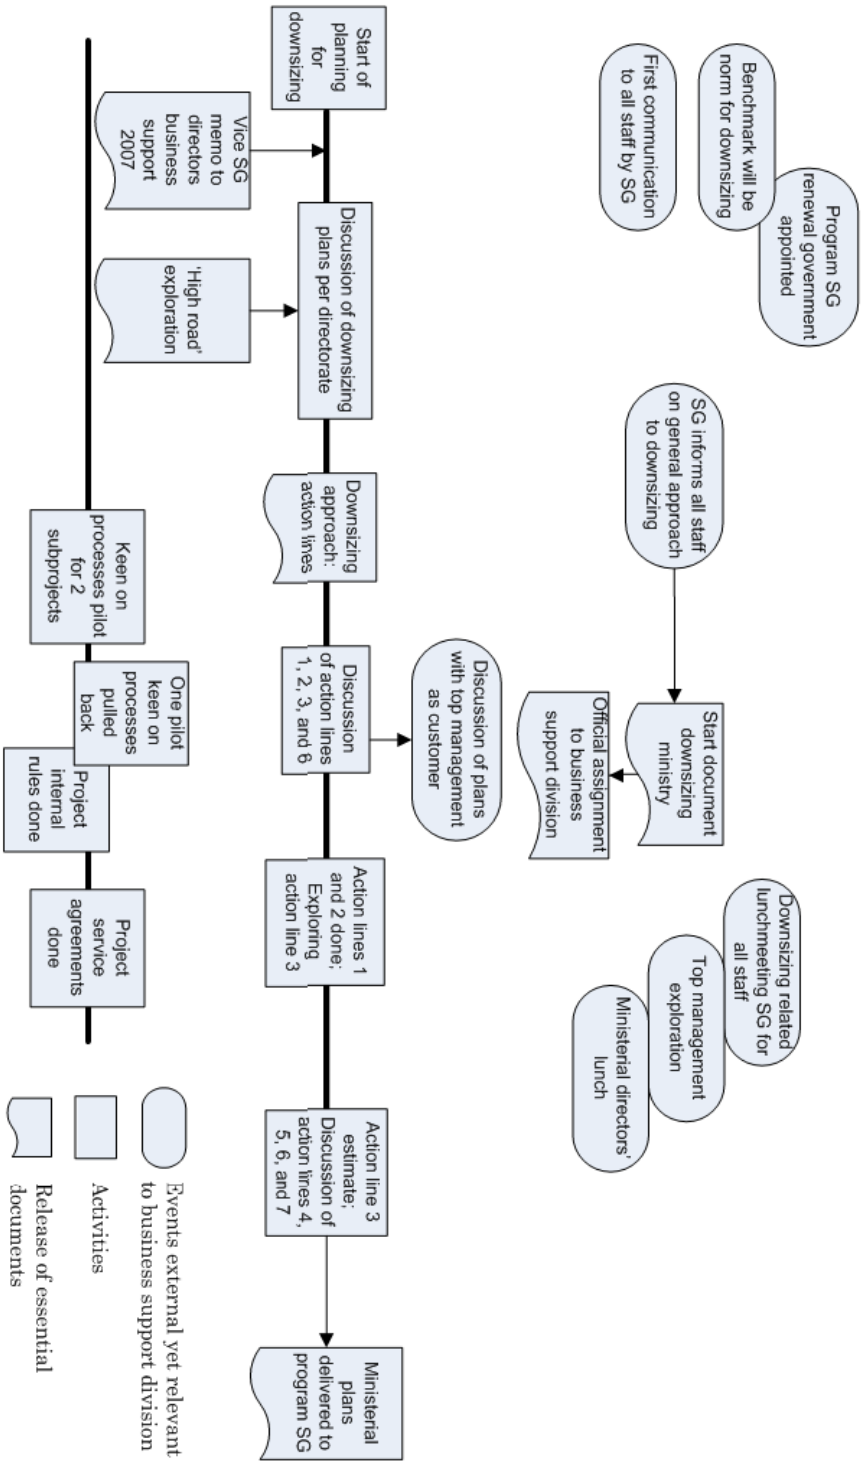 Program SG
renewal government
appointed
Benchmark will be
norm for downsizing
First communication
to all staff by SG
SG informs all staff
on general approach
to downsizing
Start document
downsizing
ministry
Official assignment
to business
support division
Downsizing related
lunchmeeting SG for
all staff
Top management
exploration
Ministerial directors'
lunch
Discussion of plans
with top management
as customer
Start of
planning
for
downsizing
Discussion of downsizing
plans per directorate
Downsizing
approach:
action lines
Discussion
of action lines
1, 2, 3, and 6
Action lines 1
and 2 done;
Exploring
action line 3
Action line 3
estimate;
Discussion of
action lines 4,
5, 6, and 7
Ministerial
plans
delivered to
program SG
Vice SG
memo to
directors
business
support
2007
'High road'
exploration
Keen on
processes pilot
for 2
subprojects
One pilot
keen on
processes
pulled
back
Project
internal
rules done
Project
service
agreements
done
Events external yet relevant
to business support division
Activities
Release of essential
documents